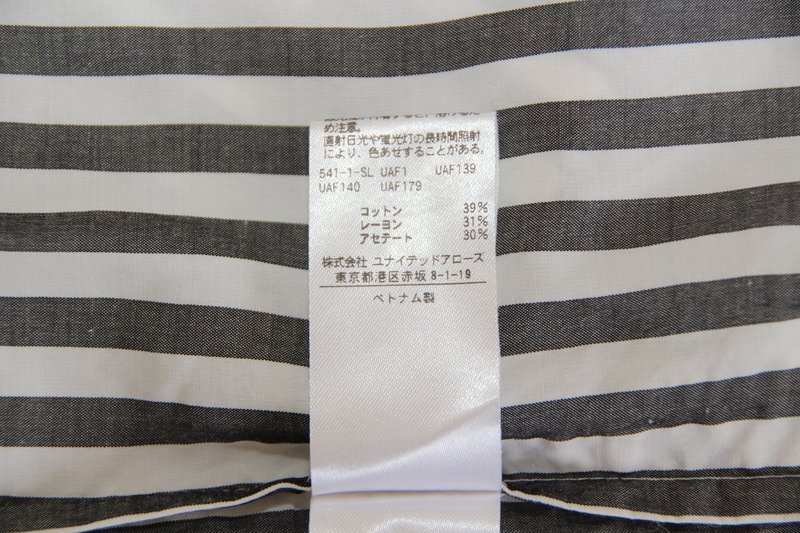 め注意。
直射日光や蛍光灯の長時間照射
により、色あせすることがある。
541-1-SL UAF1 UAF139
UAF140 UAF179
コットン 39%
レーヨン 31%
アセテート 30%
株式会社 ユナイテッドアローズ
東京都港区赤坂 8-1-19
ベトナム製